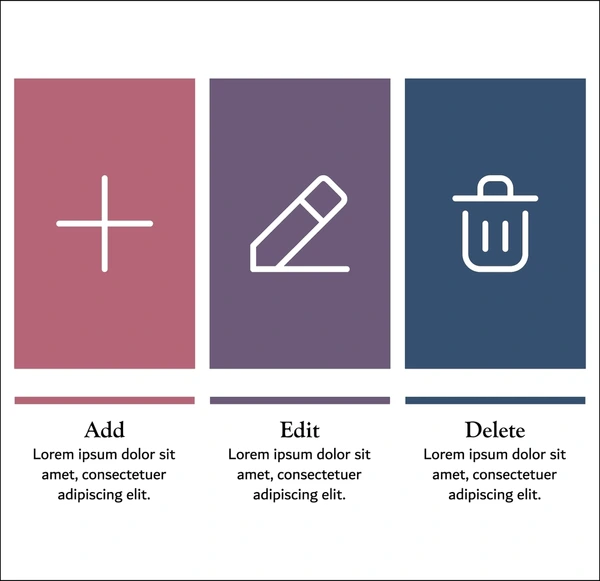 Add
Lorem ipsum dolor sit
amet, consectetuer
adipiscing elit.
Edit
Lorem ipsum dolor sit
amet, consectetuer
adipiscing elit.
Delete
Lorem ipsum dolor sit
amet, consectetuer
adipiscing elit.